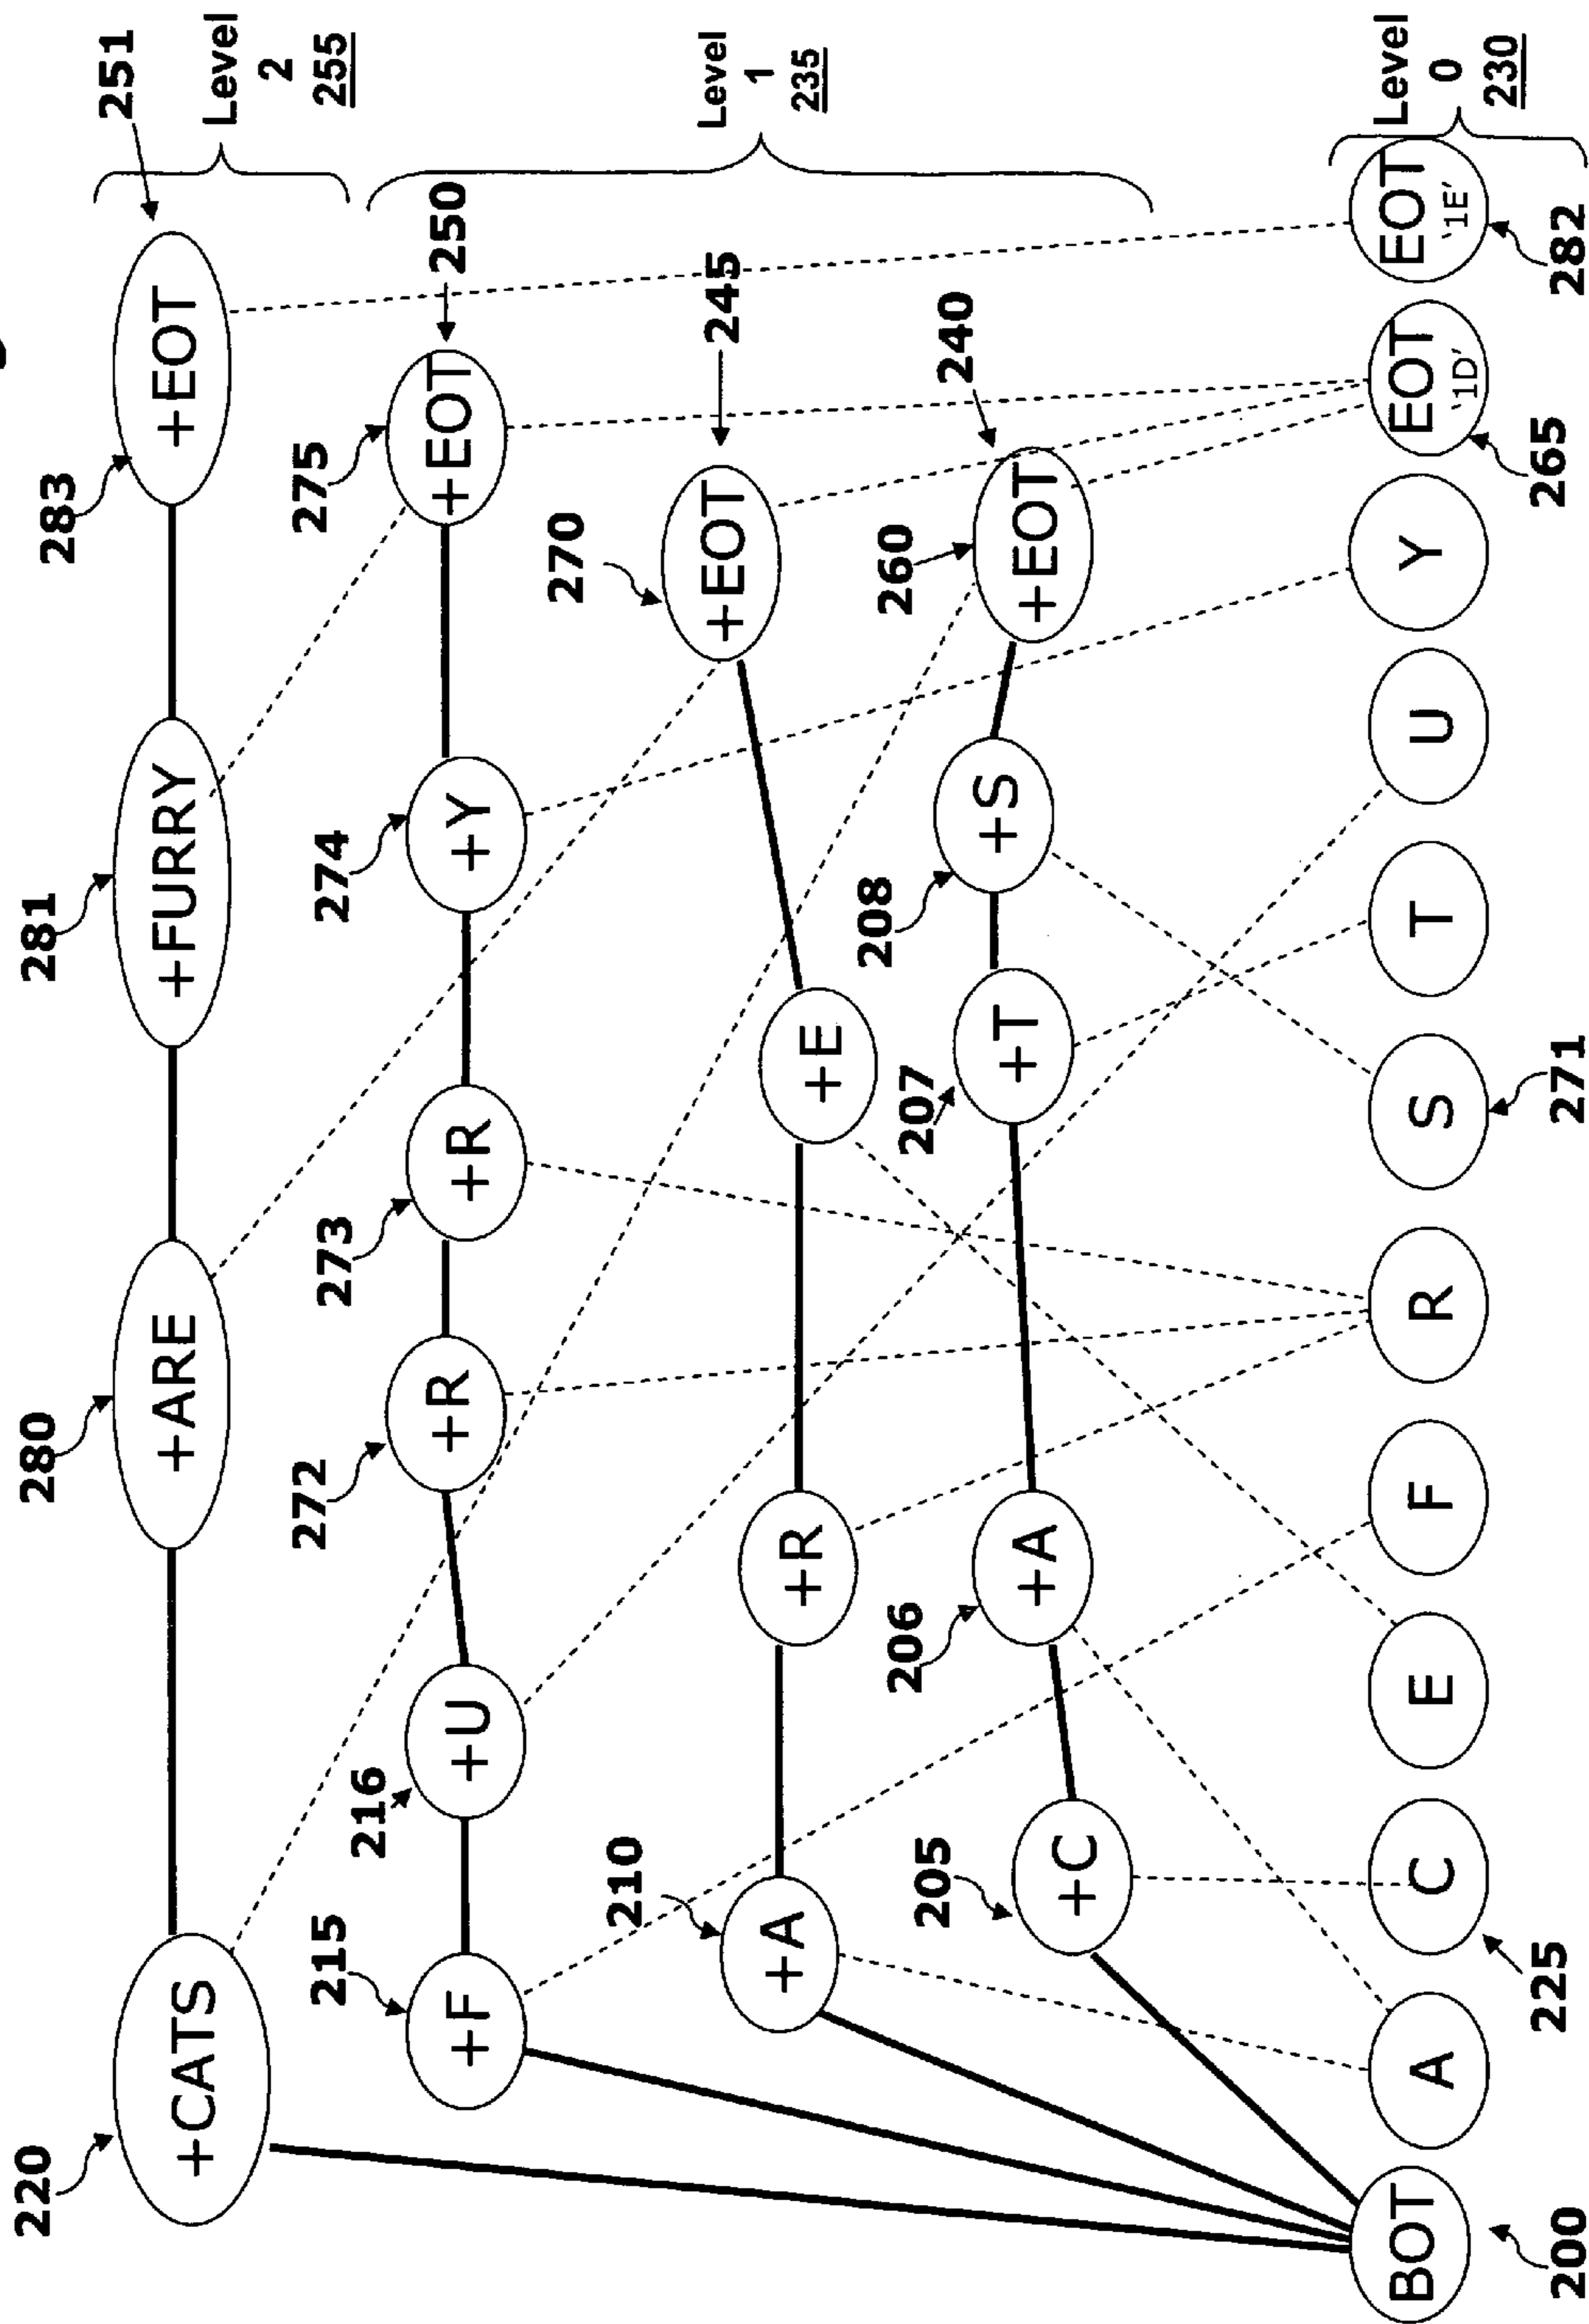 220
280
281
283
251
+CATS
+ARE
+FURRY
+EOT
Level
2
255
215
216
272
273
274
275
250
+F
+U
+R
+R
+Y
+EOT
210
270
245
+A
+R
+E
+EOT
Level
1
235
205
206
207
208
260
240
+C
+A
+T
+S
+EOT
BOT
A
C
E
F
R
S
T
U
Y
EOT
'1D'
EOT
'1E'
Level
0
230
200
225
271
265
282